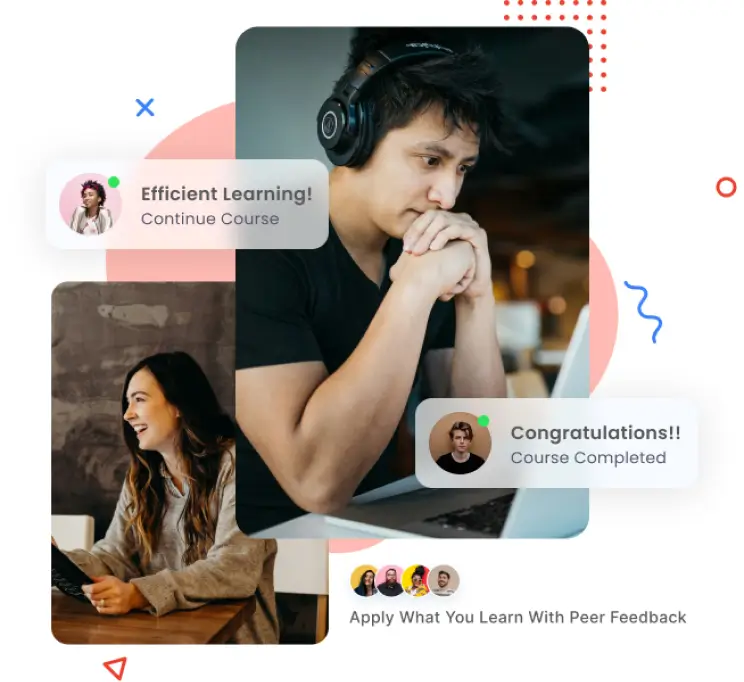 Efficient Learning!
Continue Course
Congratulations!!
Course Completed
Apply What You Learn With Peer Feedback